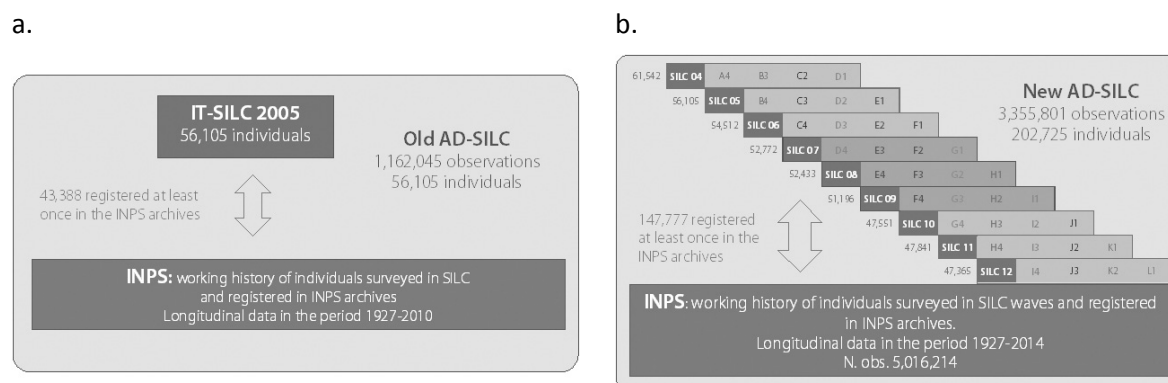 a.
IT-SILC 2005
56,105 individuals
Old AD-SILC
1,162,045 observations
56,105 individuals
43,388 registered at least
once in the INPS archives
INPS: working history of individuals surveyed in SILC
and registered in INPS archives
Longitudinal data in the period 1927-2010
b.
61,542 SILC 04 A4 B3 C2 D1
56,105 SILC 05 B4 C3 D2 E1
54,512 SILC 06 C4 D3 E2 F1
52,772 SILC 07 D4 E3 F2 G1
52,433 SILC 08 E4 F3 G2 H1
51,196 SILC 09 F4 G3 H2 I1
47,551 SILC 10 G4 H3 I2 J1
47,841 SILC 11 H4 I3 J2 K1
47,365 SILC 12 I4 J3 K2 L1
New AD-SILC
3,355,801 observations
202,725 individuals
147,777 registered
at least once in the
INPS archives
INPS: working history of individuals surveyed in SILC waves and registered
in INPS archives.
Longitudinal data in the period 1927-2014
N. obs. 5,016,214